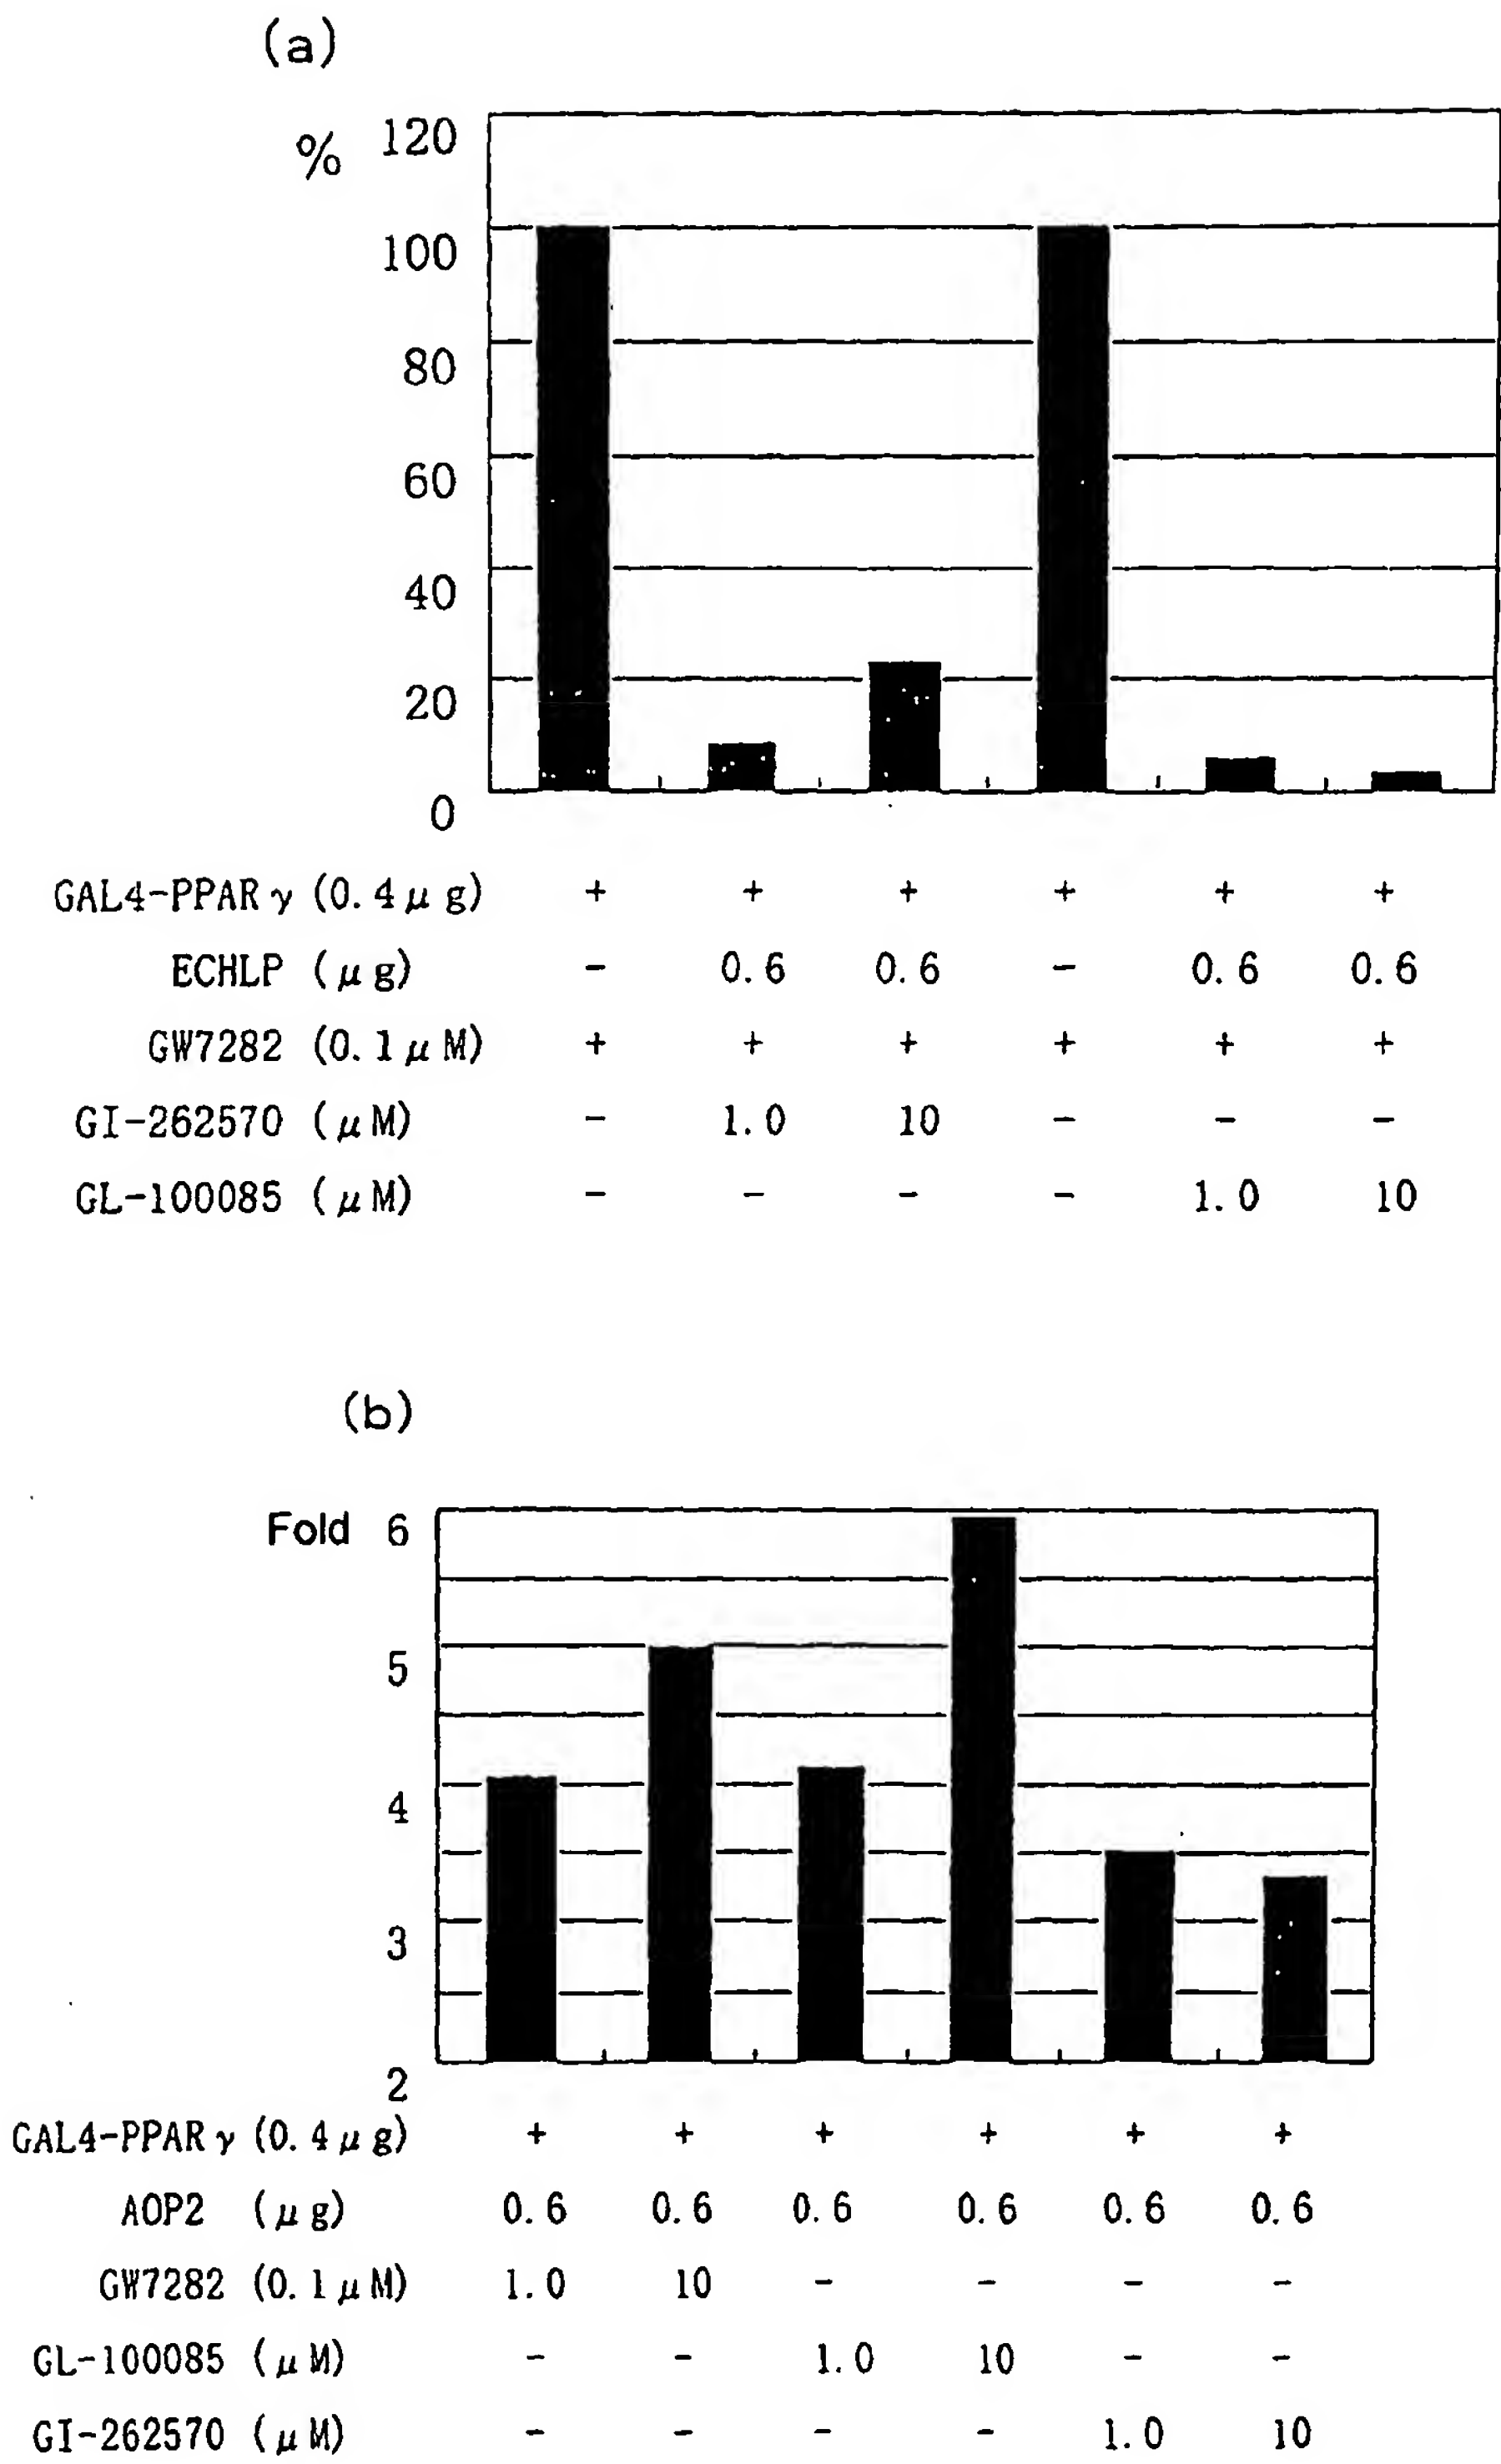 (a)
% 120
100
80
60
40
20
0
GAL4-PPARγ (0.4μg) + + + + + +
ECHLP (μg) - 0.6 0.6 - 0.6 0.6
GW7282 (0.1μM) + + + + + +
GI-262570 (μM) - 1.0 10 - - -
GL-100085 (μM) - - - - 1.0 10
(b)
Fold 6
5
4
3
2
GAL4-PPARγ (0.4μg) + + + + + +
AOP2 (μg) 0.6 0.6 0.6 0.6 0.6 0.6
GW7282 (0.1μM) 1.0 10 - - - -
GL-100085 (μM) - - 1.0 10 - -
GI-262570 (μM) - - - - 1.0 10